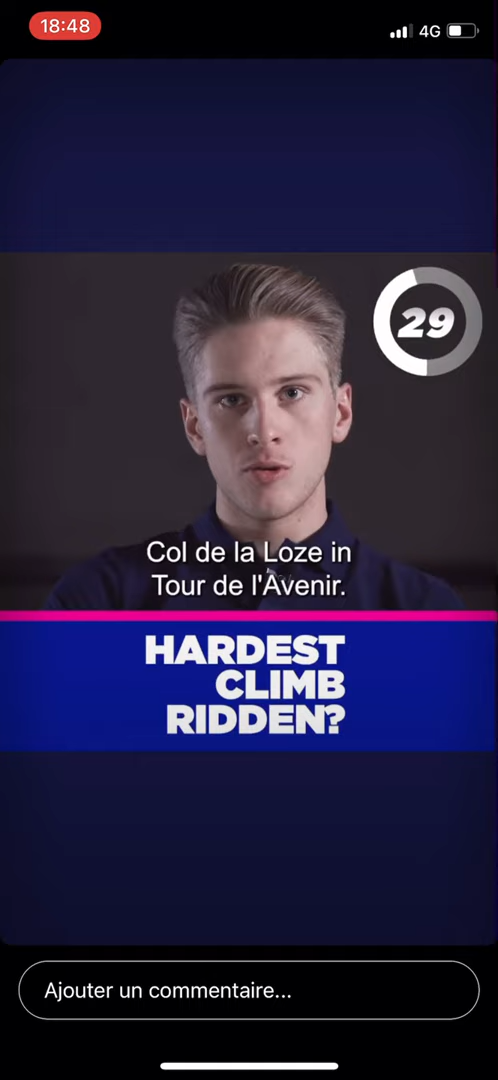 18:48
4G
29
Col de la Loze in
Tour de l'Avenir.
HARDEST
CLIMB
RIDDEN?
Ajouter un commentaire...